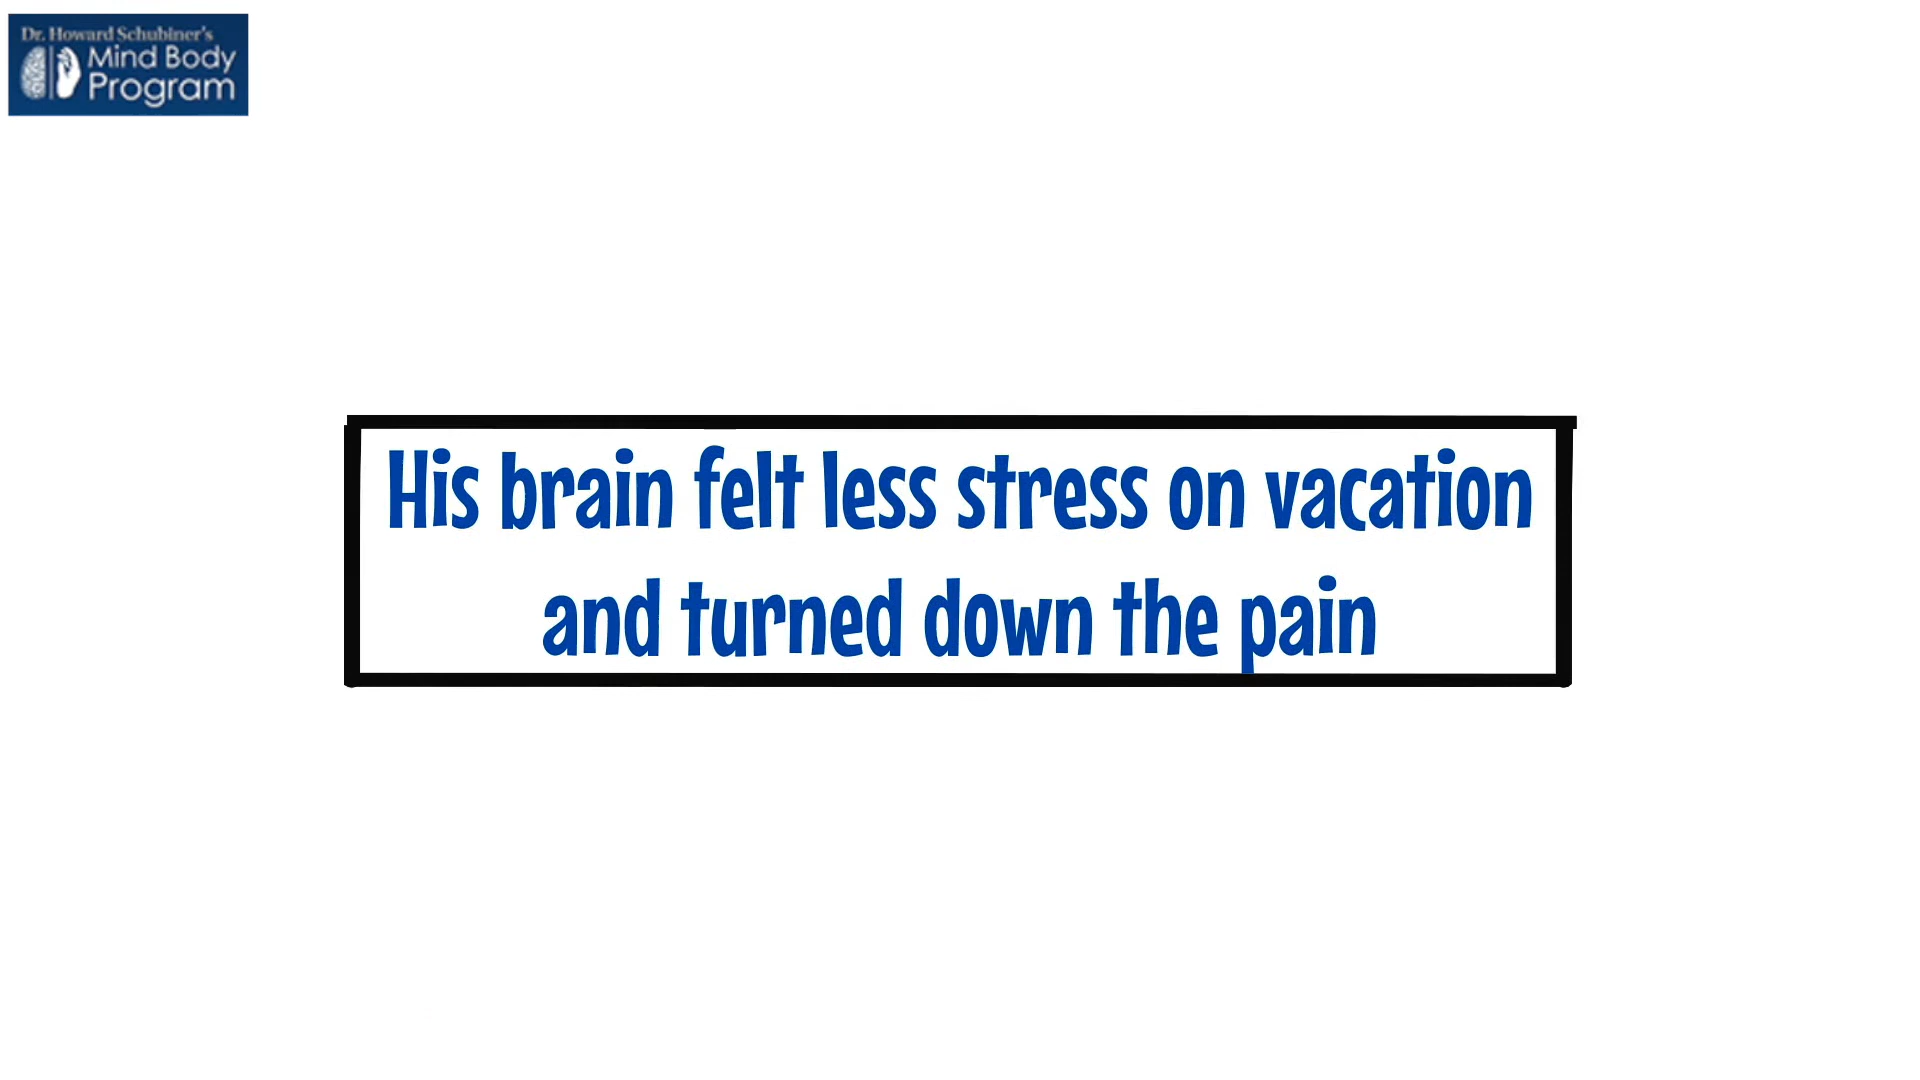 Dr. Howard Schubiner's
Mind Body
Program
His brain felt less stress on vacation
and turned down the pain